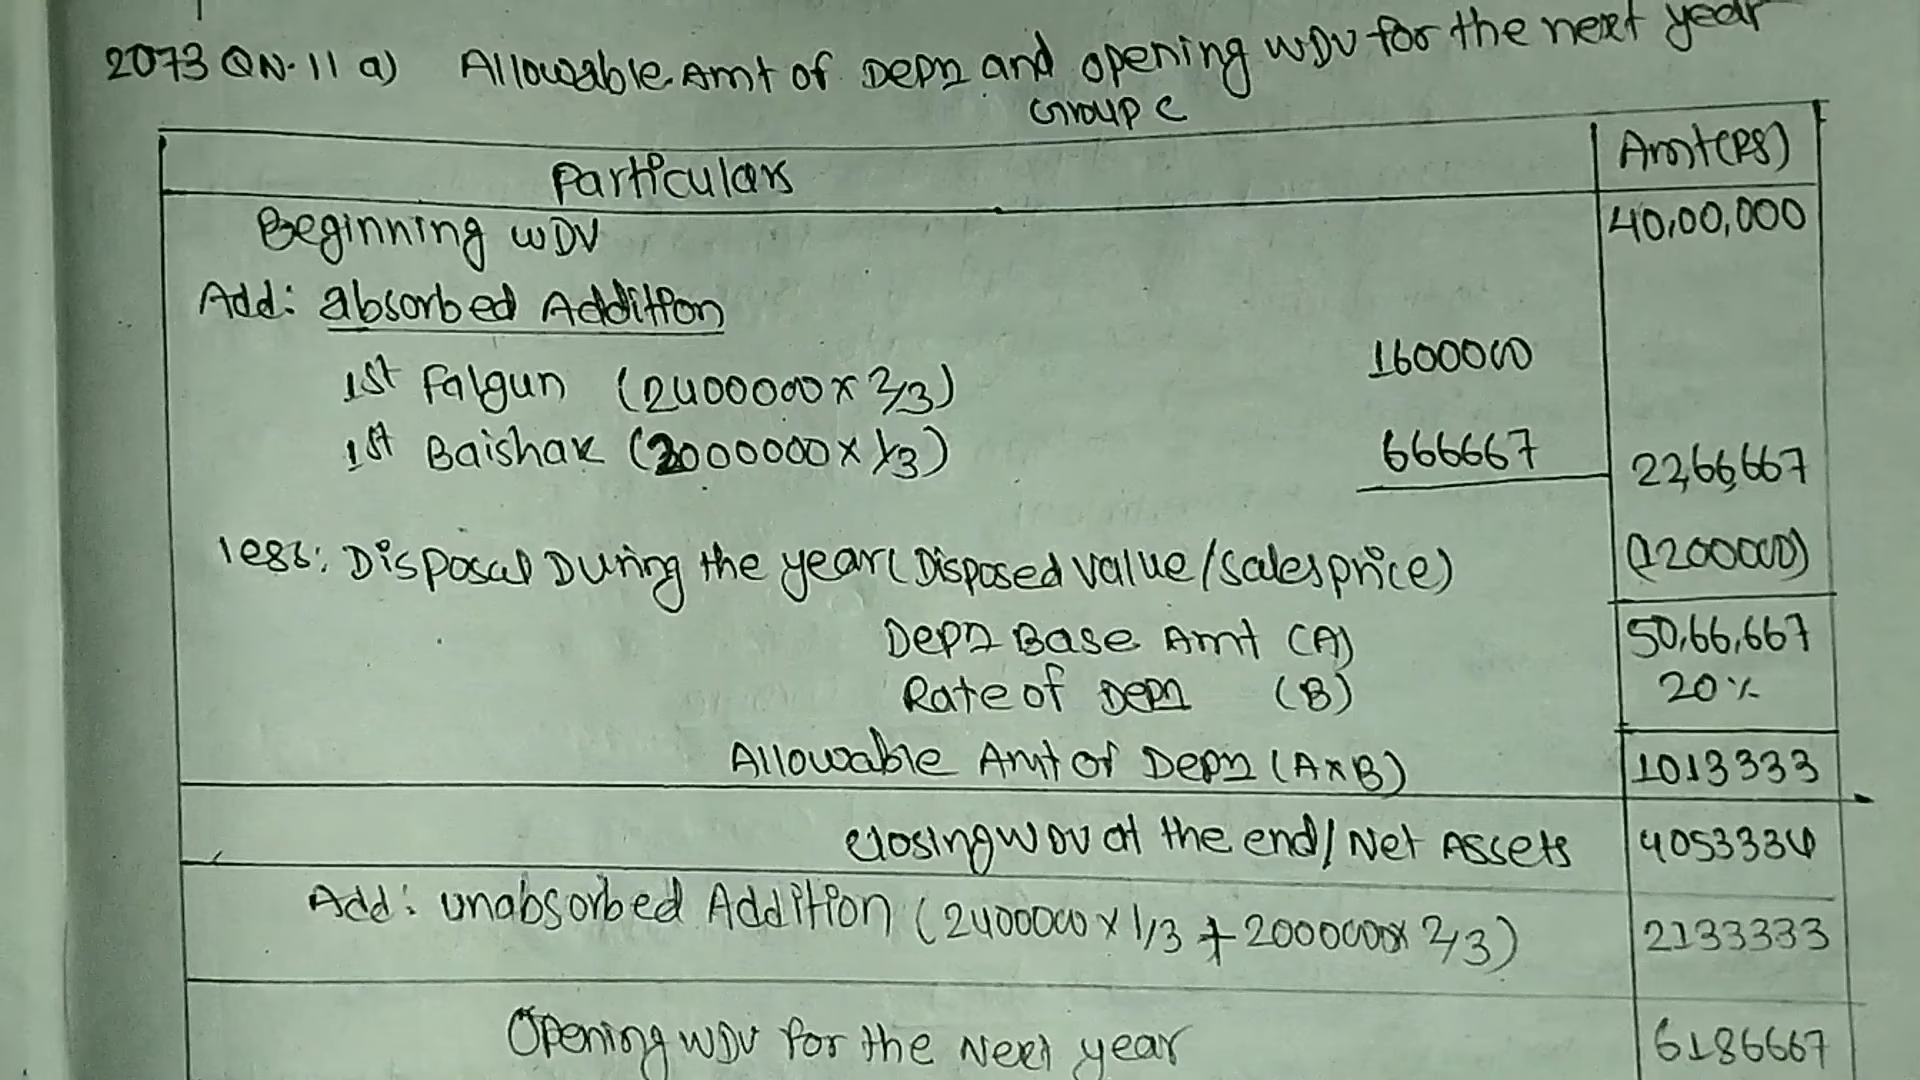 2073 QN.11 a) Allowable Amt of Depn and opening WDV for the next year
Group C
Particulars Amt(RS)
Beginning WDV 40,00,000
Add: absorbed Addition
1st Falgun (2400000 x 2/3) 1600000
1st Baishak (2000000 x 1/3) 666667 22,66,667
less: Disposal During the year (Disposed value/salesprice) (1200000)
Depn Base Amt (A) 50,66,667
Rate of Depn (B) 20%
Allowable Amt of Depn (AxB) 1013333
closing WDV at the end/Net Assets 4053334
Add: unabsorbed Addition (2400000 x 1/3 + 2000000x 2/3) 2133333
Opening WDV for the Next year 6186667